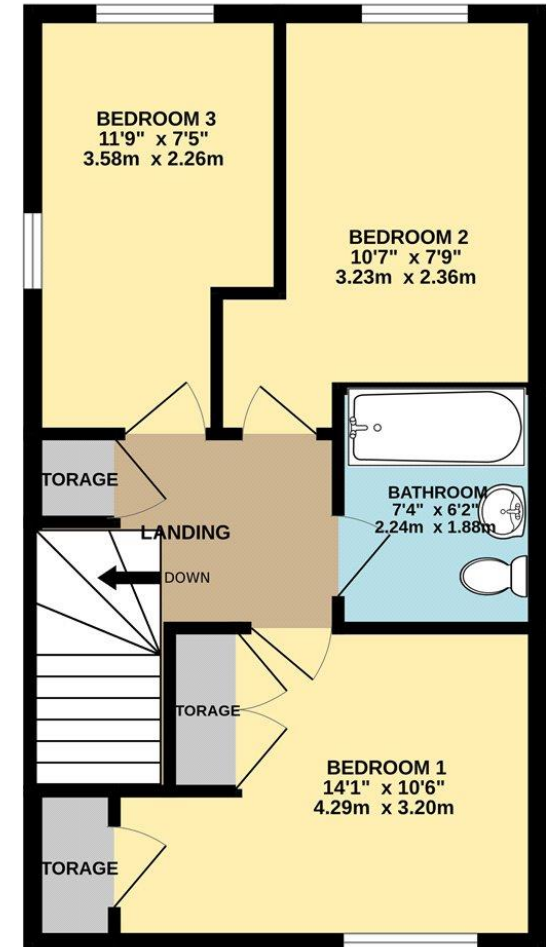 BEDROOM 3
11'9" x 7'5"
3.58m x 2.26m
BEDROOM 2
10'7" x 7'9"
3.23m x 2.36m
TORAGE
LANDING
DOWN
BATHROOM
7'4" x 6'2"
2.24m x 1.88m
TORAGE
BEDROOM 1
14'1" x 10'6"
4.29m x 3.20m
TORAGE